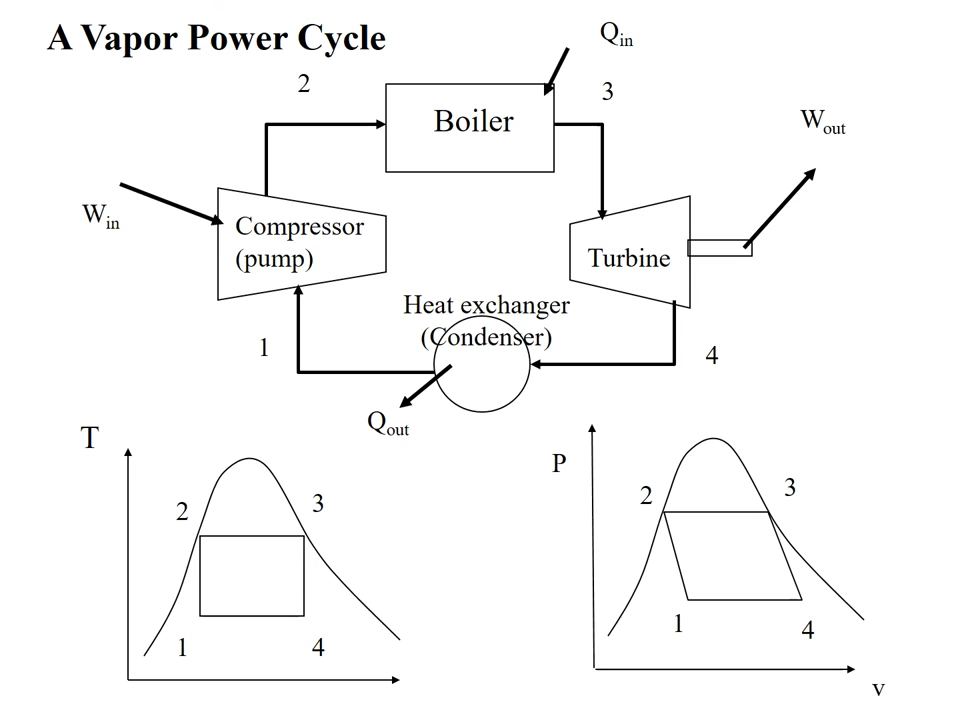 A Vapor Power Cycle
Qin
2
3
Boiler
Wout
Win
Compressor
(pump)
Turbine
Heat exchanger
(Condenser)
1
4
Qout
T
P
2
3
2
3
1
4
1
4
v